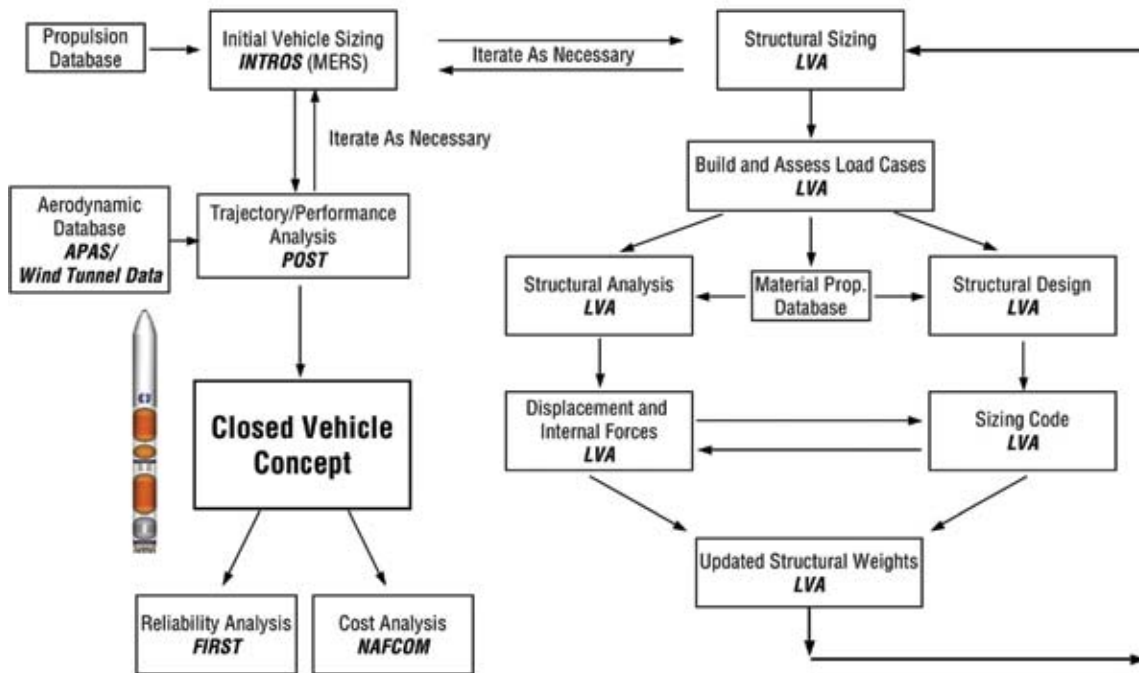 Propulsion
Database
Initial Vehicle Sizing
INTROS (MERS)
Iterate As Necessary
Structural Sizing
LVA
Iterate As Necessary
Build and Assess Load Cases
LVA
Aerodynamic
Database
APAS/
Wind Tunnel Data
Trajectory/Performance
Analysis
POST
Structural Analysis
LVA
Material Prop.
Database
Structural Design
LVA
Closed Vehicle
Concept
Displacement and
Internal Forces
LVA
Sizing Code
LVA
Updated Structural Weights
LVA
Reliability Analysis
FIRST
Cost Analysis
NAFCOM